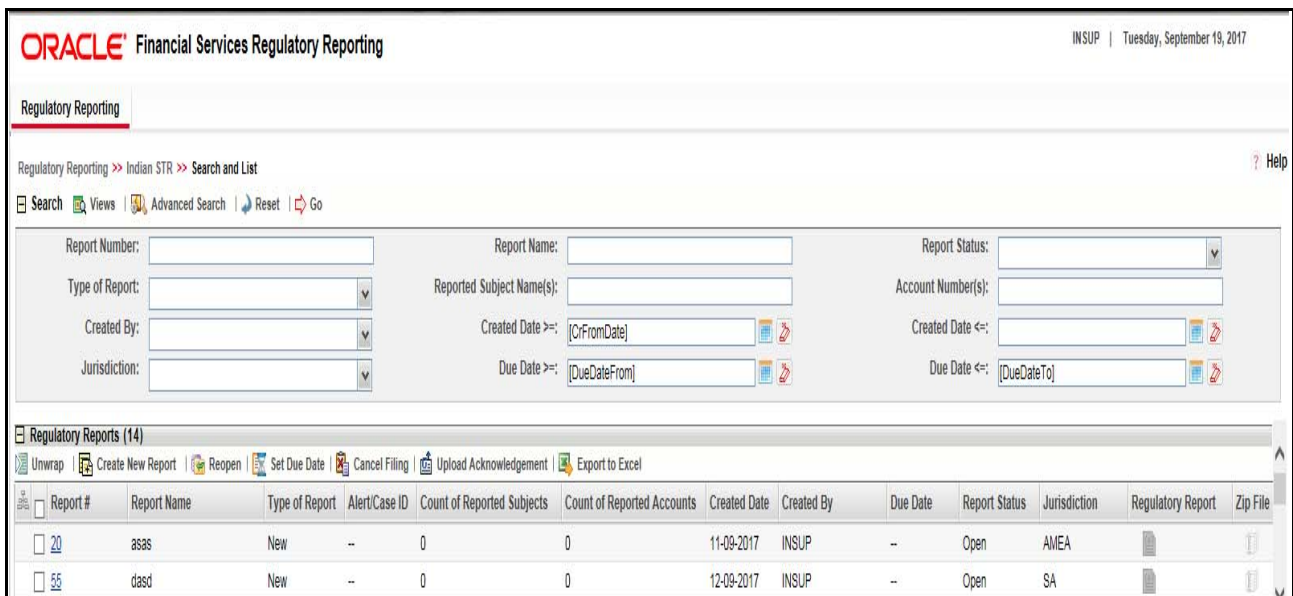 ORACLE Financial Services Regulatory Reporting
INSUP | Tuesday, September 19, 2017
Regulatory Reporting
Regulatory Reporting >> Indian STR >> Search and List
? Help
Search Views | Advanced Search | Reset | Go
Report Number: Report Name: Report Status:
Type of Report: Reported Subject Name(s): Account Number(s):
Created By: Created Date >=: [CrFromDate] Created Date <=:
Jurisdiction: Due Date >=: [DueDateFrom] Due Date <=: [DueDateTo]
Regulatory Reports (14)
Unwrap | Create New Report | Reopen | Set Due Date | Cancel Filing | Upload Acknowledgement | Export to Excel
Report # Report Name Type of Report Alert/Case ID Count of Reported Subjects Count of Reported Accounts Created Date Created By Due Date Report Status Jurisdiction Regulatory Report Zip File
20 asas New -- 0 0 11-09-2017 INSUP -- Open AMEA
55 dasd New -- 0 0 12-09-2017 INSUP -- Open SA